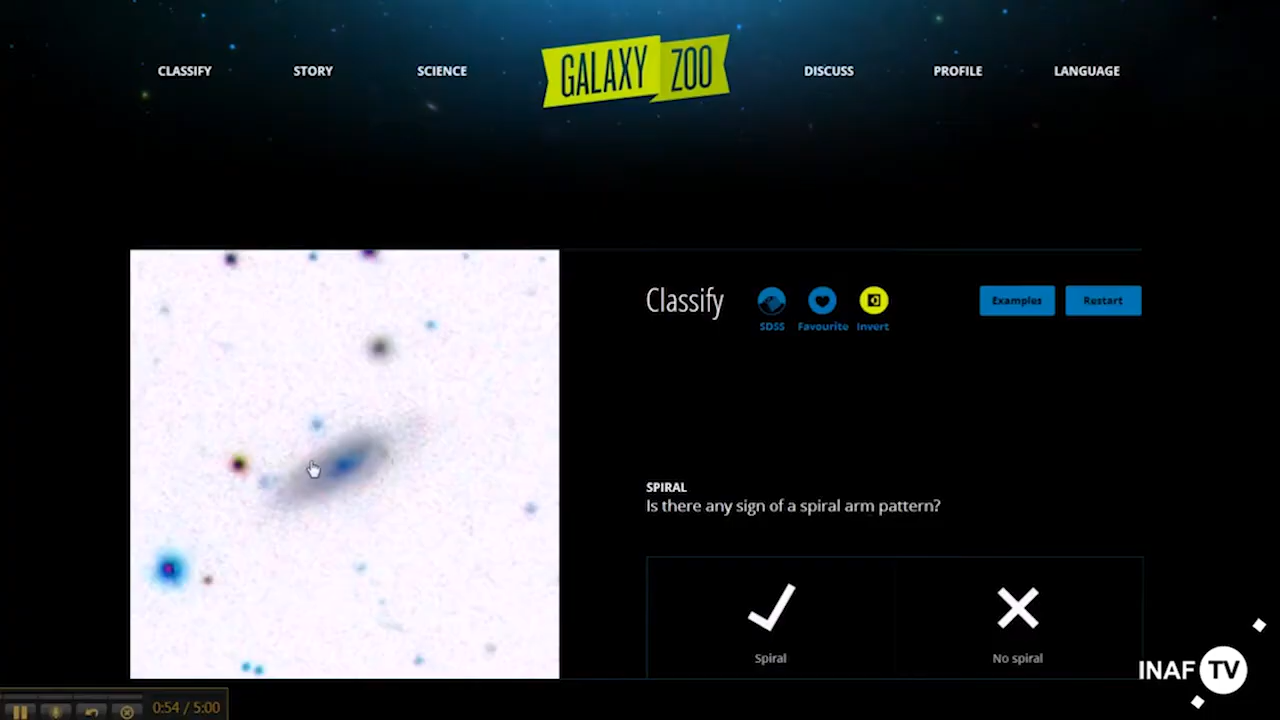 CLASSIFY STORY SCIENCE GALAXY ZOO DISCUSS PROFILE LANGUAGE
Classify SDSS Favourite Invert Examples Restart
SPIRAL
Is there any sign of a spiral arm pattern?
Spiral No spiral
INAF TV
0:54 / 5:00